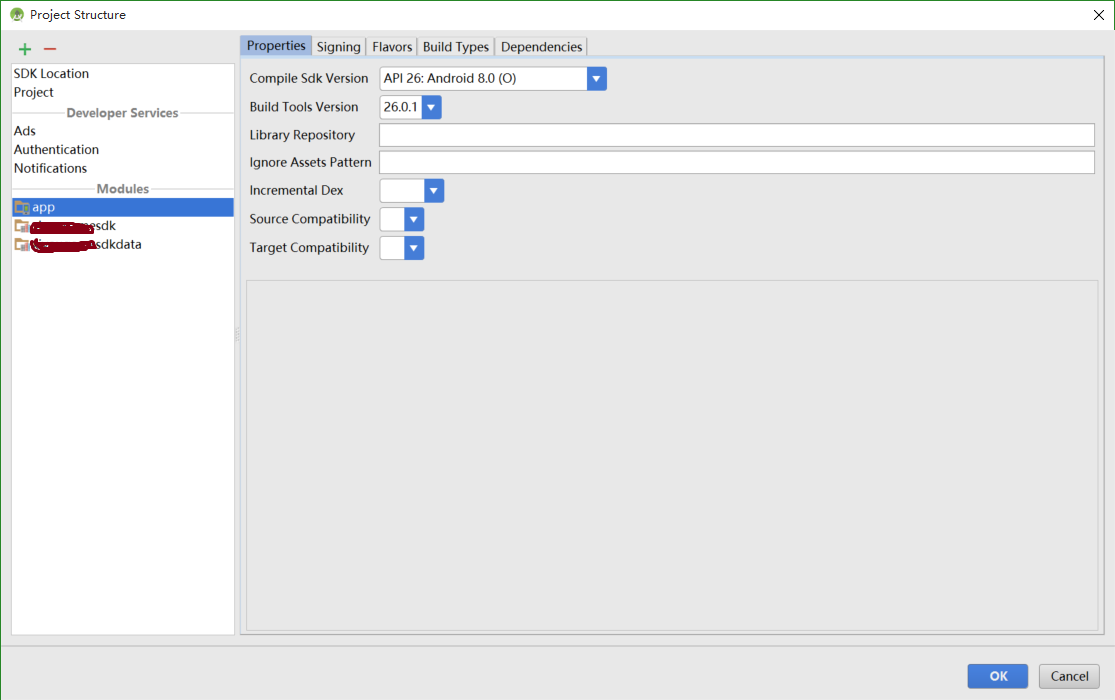 Project Structure
SDK Location
Project
Developer Services
Ads
Authentication
Notifications
Modules
app
sdk
sdkdata
Properties
Signing
Flavors
Build Types
Dependencies
Compile Sdk Version
API 26: Android 8.0 (O)
Build Tools Version
26.0.1
Library Repository
Ignore Assets Pattern
Incremental Dex
Source Compatibility
Target Compatibility
OK
Cancel